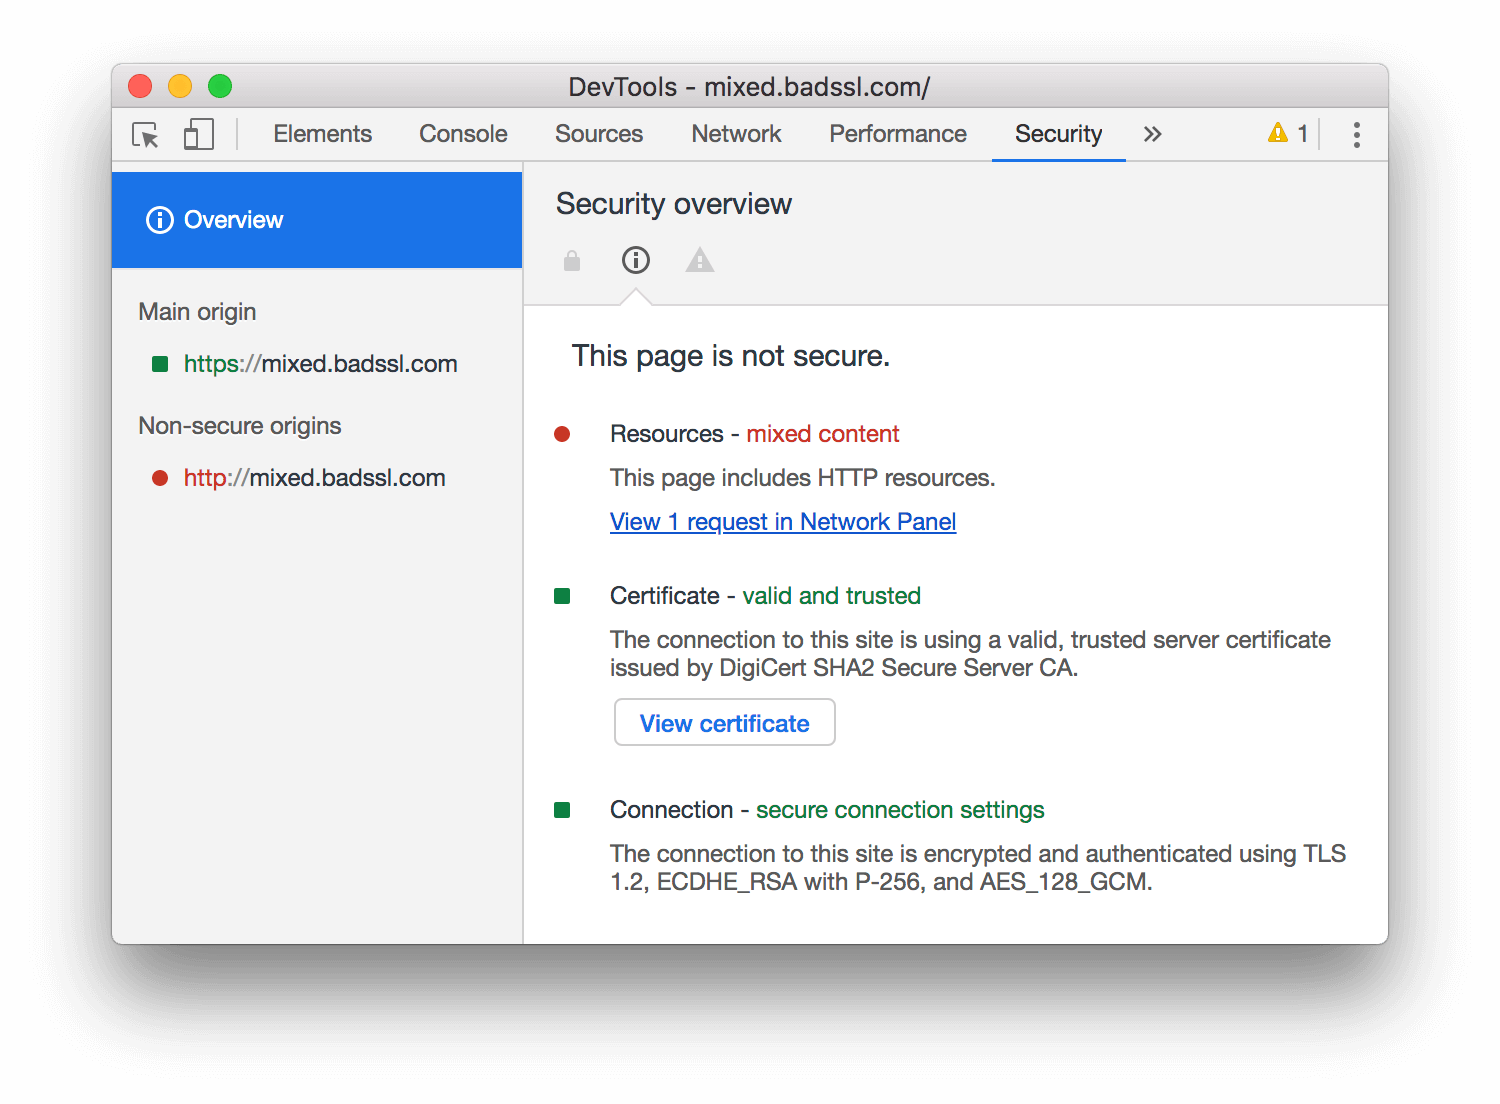 DevTools - mixed.badssl.com/
Elements Console Sources Network Performance Security 1
Overview
Main origin
https://mixed.badssl.com
Non-secure origins
http://mixed.badssl.com
Security overview
This page is not secure.
Resources - mixed content
This page includes HTTP resources.
View 1 request in Network Panel
Certificate - valid and trusted
The connection to this site is using a valid, trusted server certificate
issued by DigiCert SHA2 Secure Server CA.
View certificate
Connection - secure connection settings
The connection to this site is encrypted and authenticated using TLS
1.2, ECDHE_RSA with P-256, and AES_128_GCM.